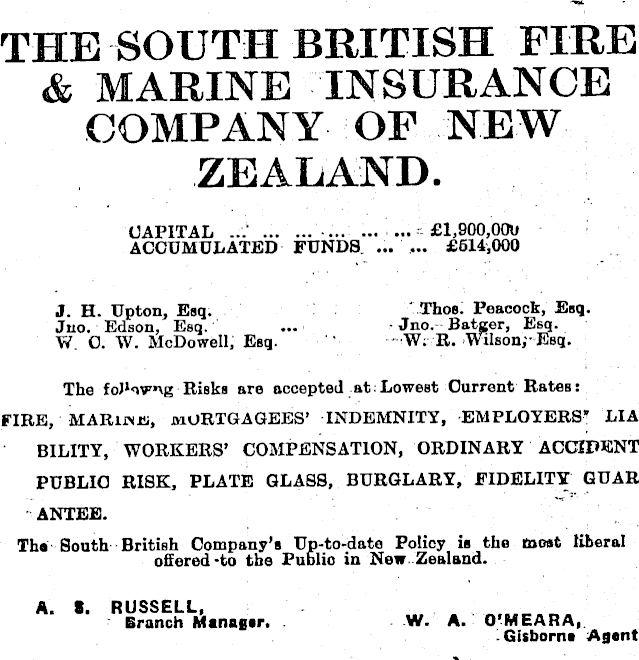 THE SOUTH BRITISH FIRE
& MARINE INSURANCE
COMPANY OF NEW
ZEALAND.
CAPITAL ... ... ... ... ... ... £1,900,000
ACCUMULATED FUNDS ... ... £514,000
J. H. Upton, Esq. Thos. Peacock, Esq.
Jno. Edson, Esq. ... Jno. Batger, Esq.
W. C. W. McDowell, Esq. W. R. Wilson, Esq.
The following Risks are accepted at Lowest Current Rates:
FIRE, MARINE, MORTGAGEES' INDEMNITY, EMPLOYERS' LIA
BILITY, WORKERS' COMPENSATION, ORDINARY ACCIDENT
PUBLIC RISK, PLATE GLASS, BURGLARY, FIDELITY GUAR
ANTEE.
The South British Company's Up-to-date Policy is the most liberal
offered to the Public in New Zealand.
A. S. RUSSELL,
Branch Manager.
W. A. O'MEARA,
Gisborne Agent